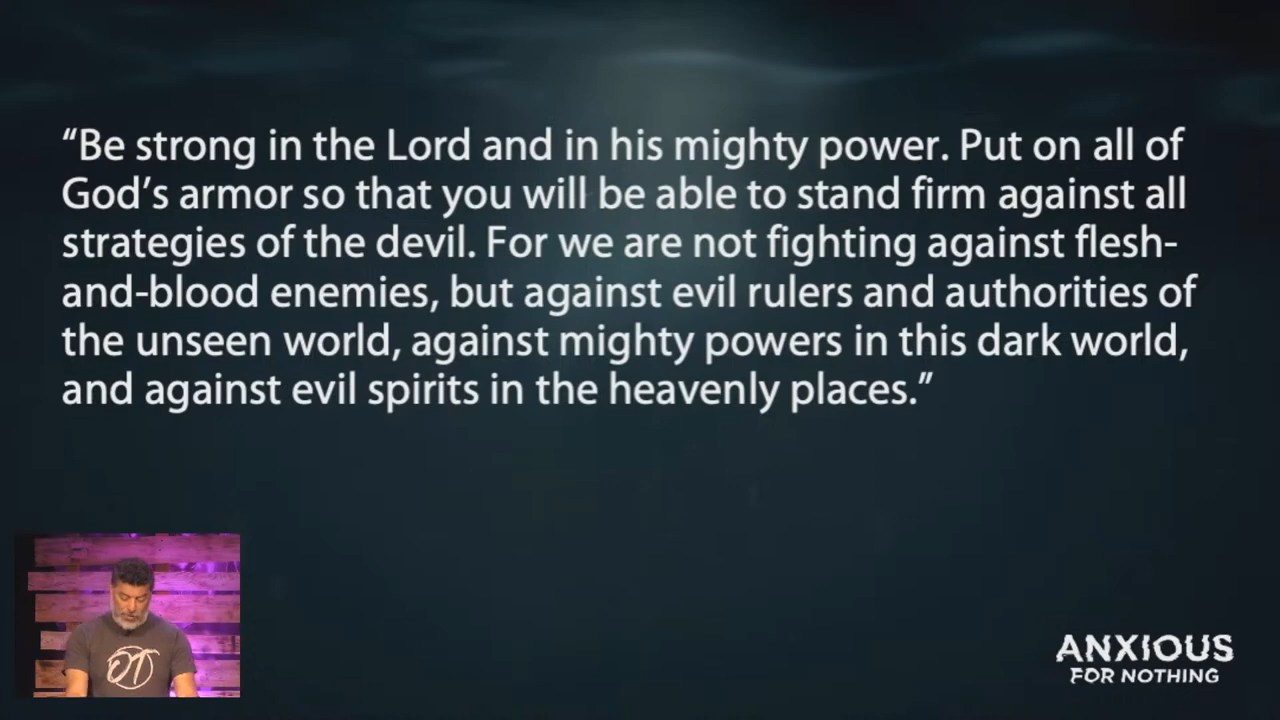 “Be strong in the Lord and in his mighty power. Put on all of
God’s armor so that you will be able to stand firm against all
strategies of the devil. For we are not fighting against flesh-
and-blood enemies, but against evil rulers and authorities of
the unseen world, against mighty powers in this dark world,
and against evil spirits in the heavenly places.”
ANXIOUS
FOR NOTHING